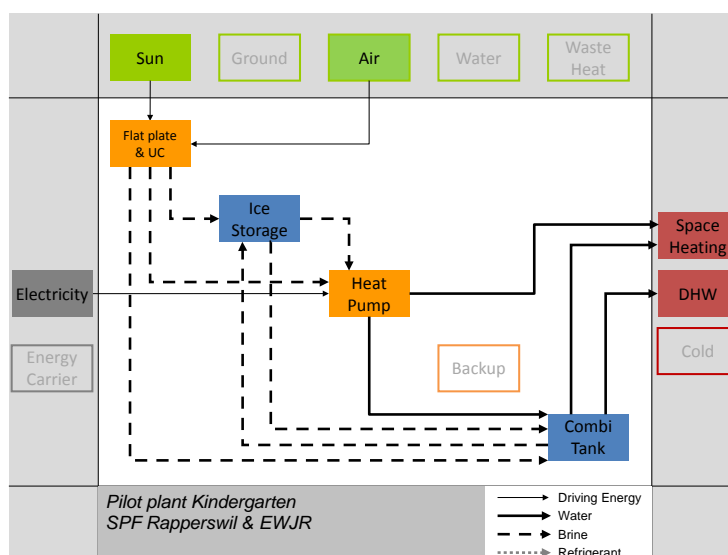 Sun
Ground
Air
Water
Waste
Heat
Flat plate
& UC
Ice
Storage
Space
Heating
Electricity
Heat
Pump
DHW
Energy
Carrier
Backup
Cold
Combi
Tank
Pilot plant Kindergarten
SPF Rapperswil & EWJR
Driving Energy
Water
Brine
Refrigerant